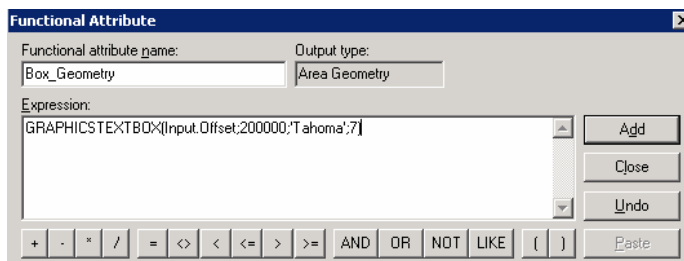 Functional Attribute
Functional attribute name: Output type:
Box_Geometry Area Geometry
Expression:
GRAPHICSTEXTBOX(Input.Offset;200000;'Tahoma';7)
Add
Close
Undo
+ - * / = <> < <= > >= AND OR NOT LIKE ( ) Paste